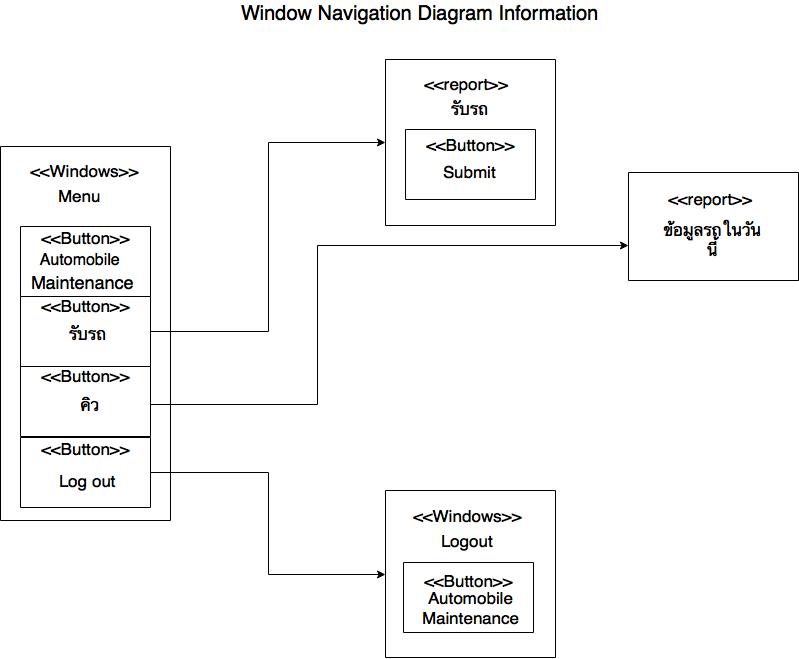 Window Navigation Diagram Information
<<Windows>>
Menu
<<Button>>
Automobile
Maintenance
<<Button>>
รับรถ
<<Button>>
คิว
<<Button>>
Log out
<<report>>
รับรถ
<<Button>>
Submit
<<report>>
ข้อมูลรถในวัน
นี้
<<Windows>>
Logout
<<Button>>
Automobile
Maintenance